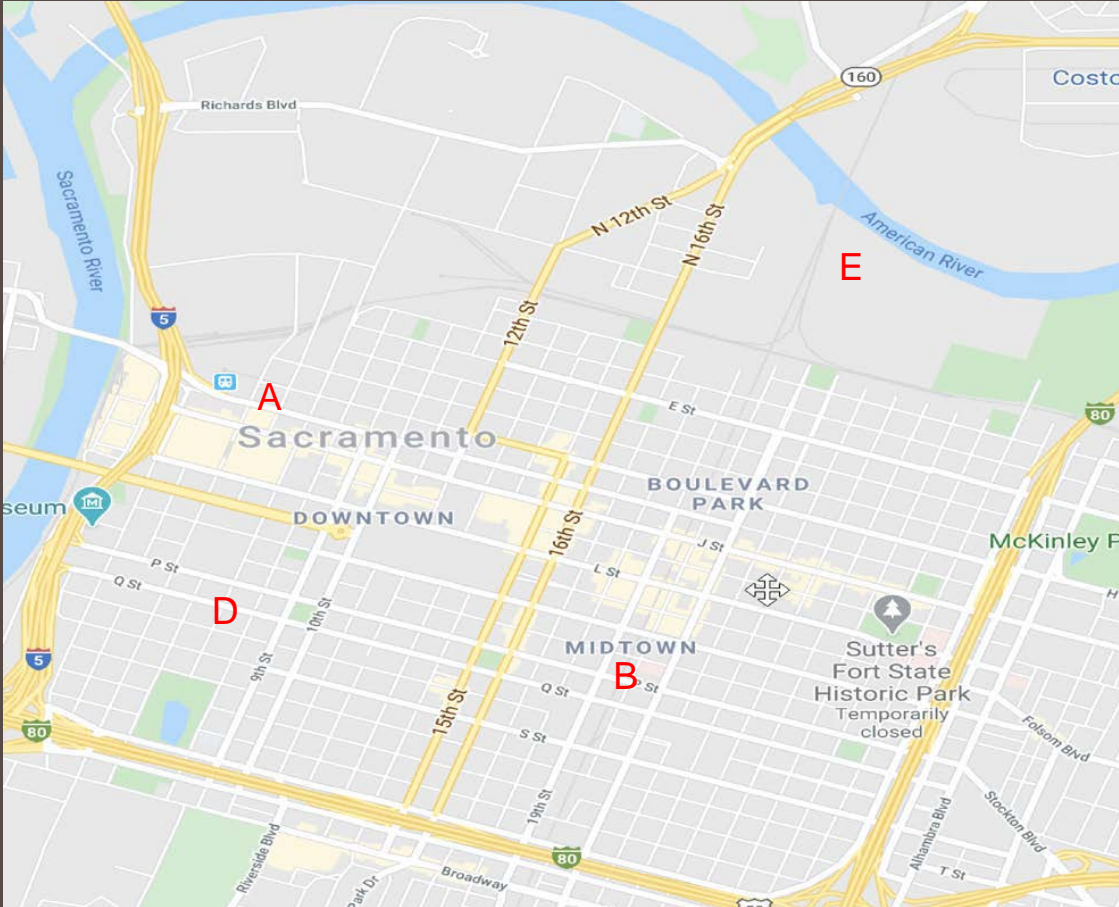 160
Costc
Richards Blvd
Sacramento River
N 12th St
N 16th St
American River
E
5
12th St
A
E St
80
Sacramento
BOULEVARD
PARK
seum
DOWNTOWN
16th St
J St
McKinley P
P St
L St
H
Q St
D
10th St
MIDTOWN
Sutter's
Fort State
Historic Park
Temporarily
closed
5
9th St
B
P St
Q St
15th St
80
S St
Folsom Blvd
19th St
Stockton Blvd
Alhambra Blvd
Riverside Blvd
80
Broadway
Park Dr
T St